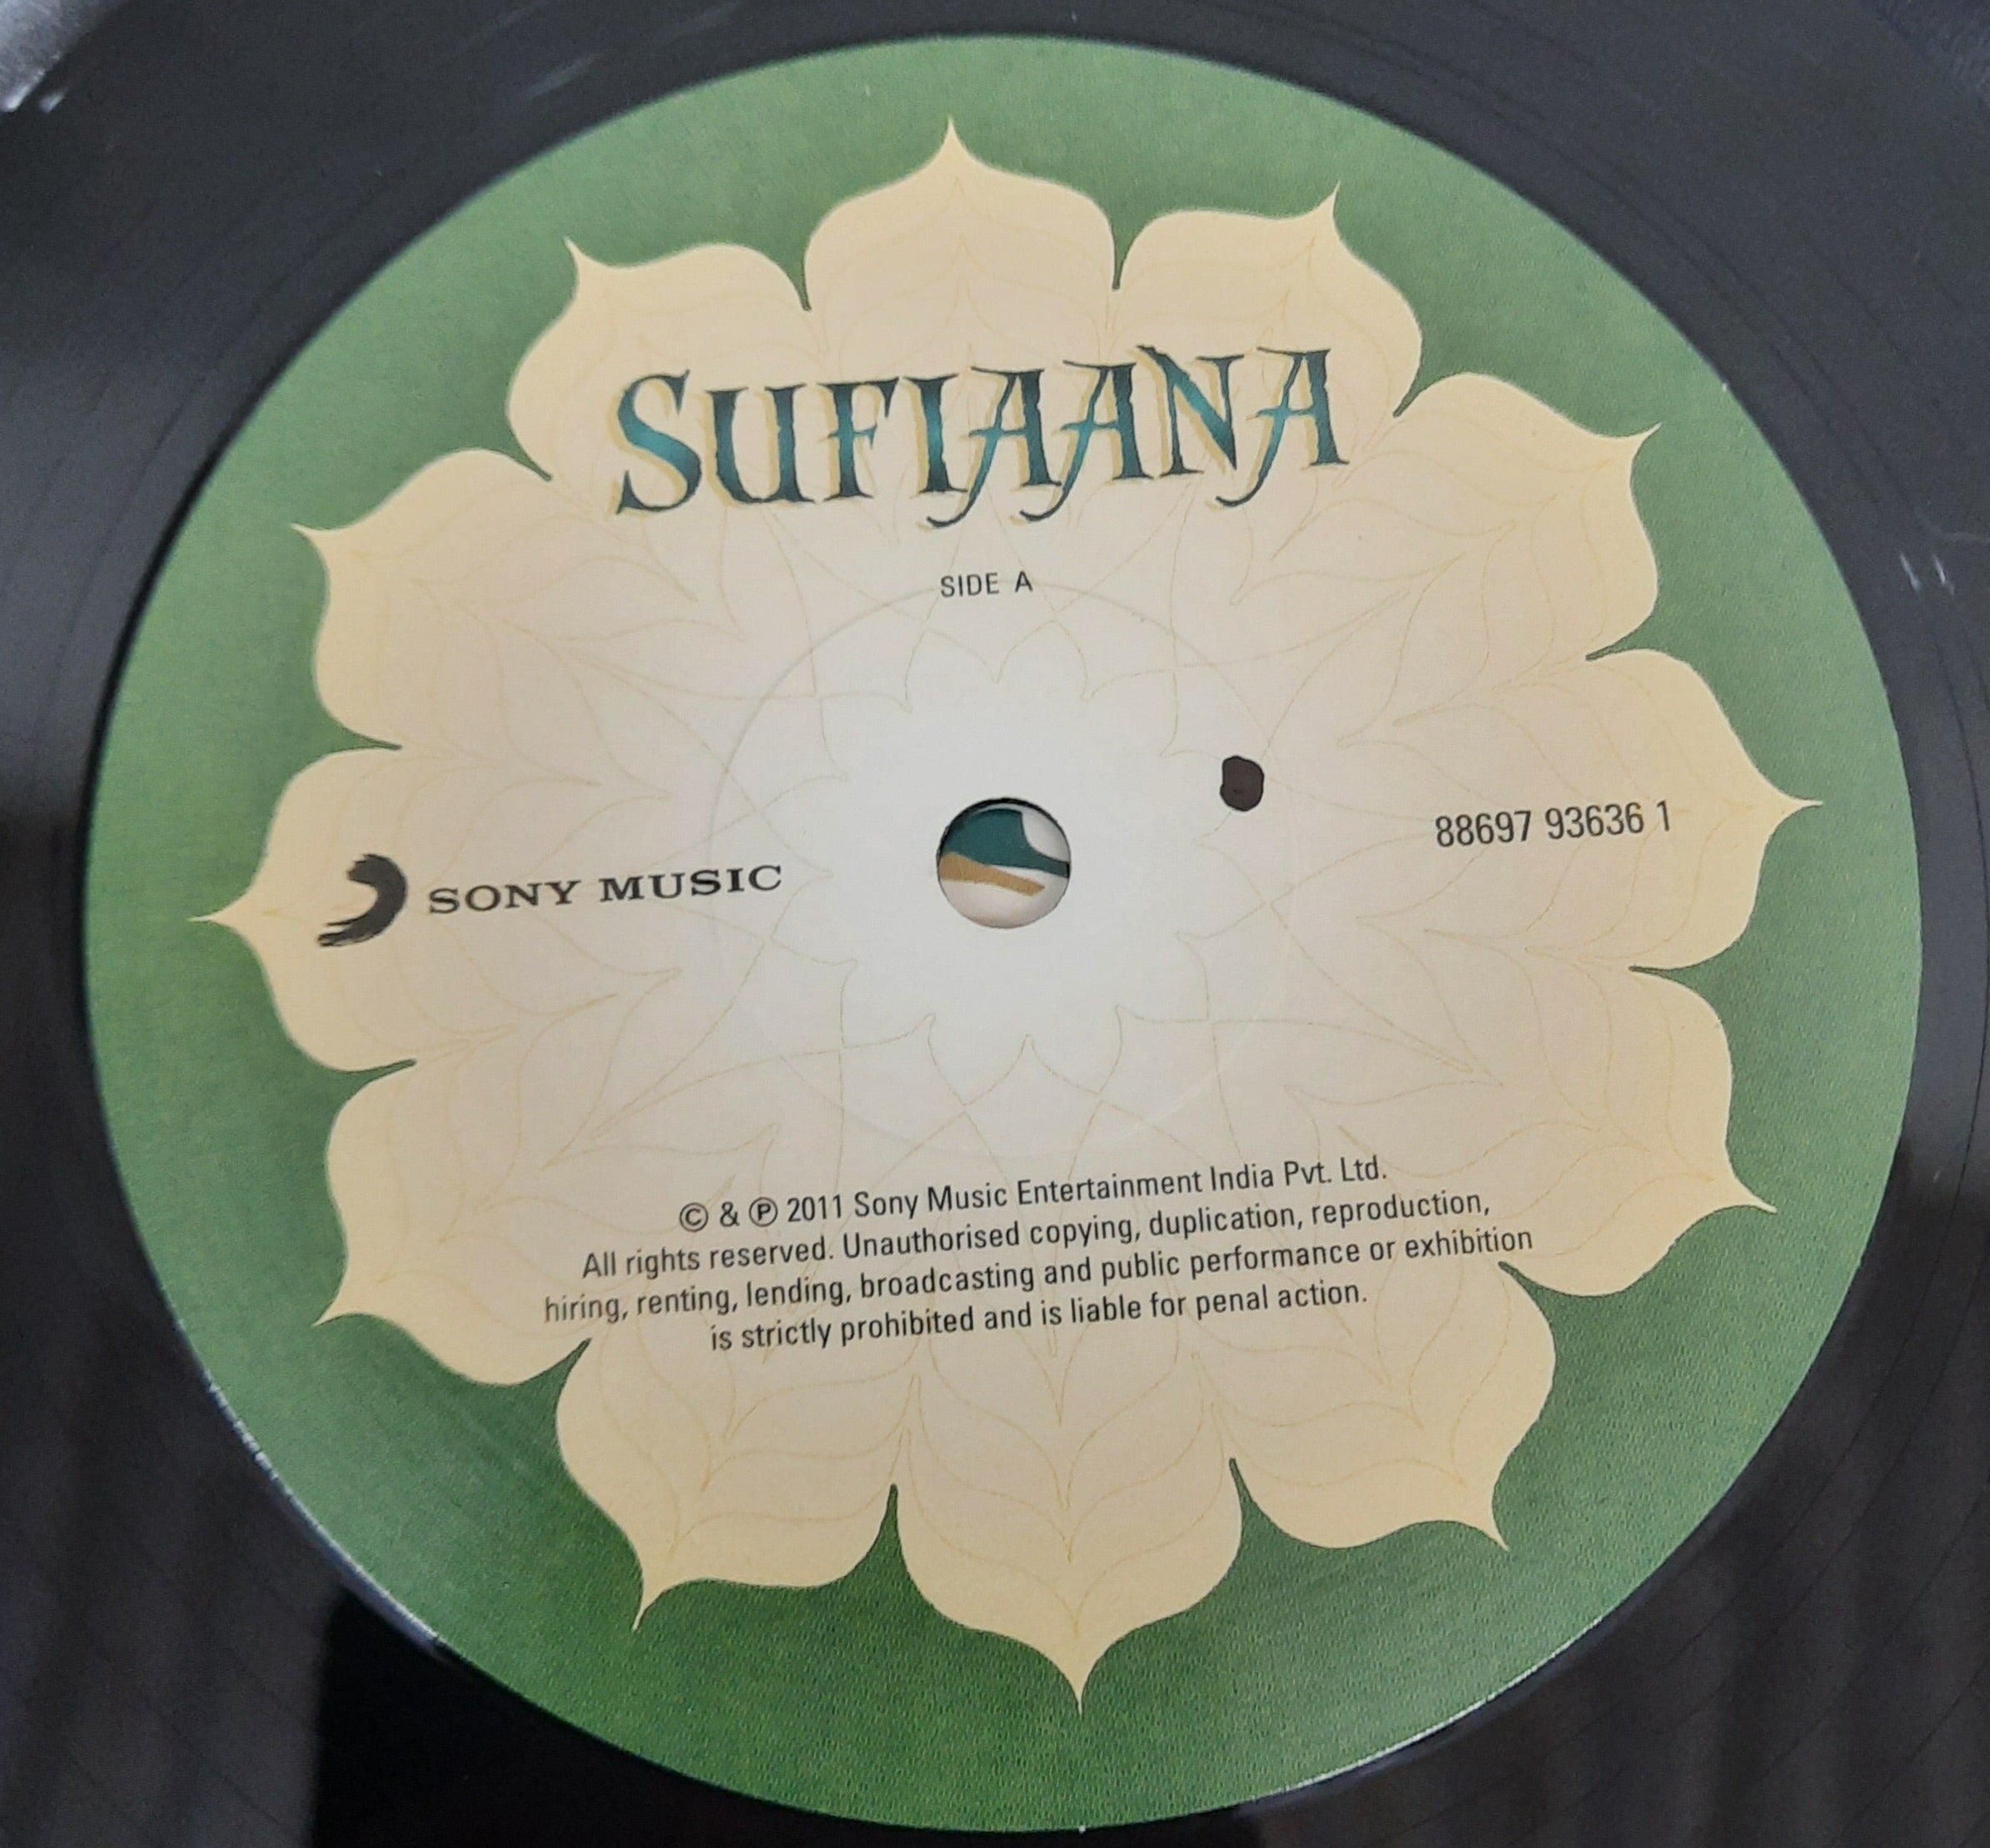 SUFIAANA
SIDE A
SONY MUSIC
88697 93636 1
© & ℗ 2011 Sony Music Entertainment India Pvt. Ltd.
All rights reserved. Unauthorised copying, duplication, reproduction,
hiring, renting, lending, broadcasting and public performance or exhibition
is strictly prohibited and is liable for penal action.